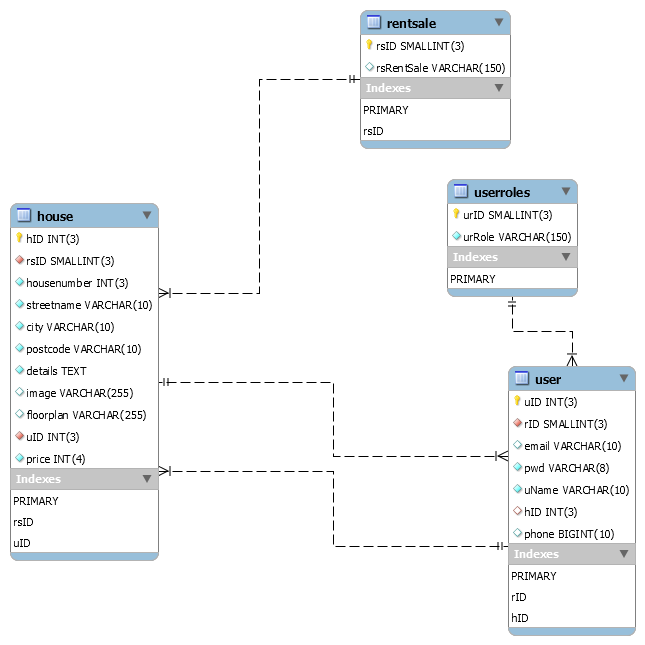 rentsale
rsID SMALLINT(3)
rsRentSale VARCHAR(150)
Indexes
PRIMARY
rsID
userroles
urID SMALLINT(3)
urRole VARCHAR(150)
Indexes
PRIMARY
house
hID INT(3)
rsID SMALLINT(3)
housenumber INT(3)
streetname VARCHAR(10)
city VARCHAR(10)
postcode VARCHAR(10)
details TEXT
image VARCHAR(255)
floorplan VARCHAR(255)
uID INT(3)
price INT(4)
Indexes
PRIMARY
rsID
uID
user
uID INT(3)
rID SMALLINT(3)
email VARCHAR(10)
pwd VARCHAR(8)
uName VARCHAR(10)
hID INT(3)
phone BIGINT(10)
Indexes
PRIMARY
rID
hID